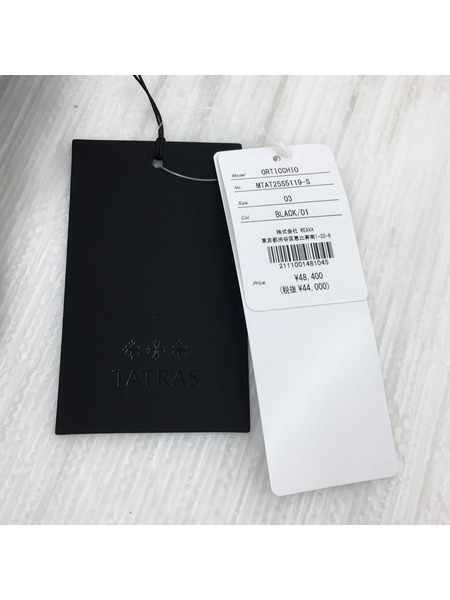 TATRAS
Model ORTICCHIO
No. MTAT25S5119-S
Size 03
Col BLACK/01
株式会社 WEAVA
東京都渋谷区恵比寿南1-20-6
2111001481045
Price ¥48,400
(税抜 ¥44,000)